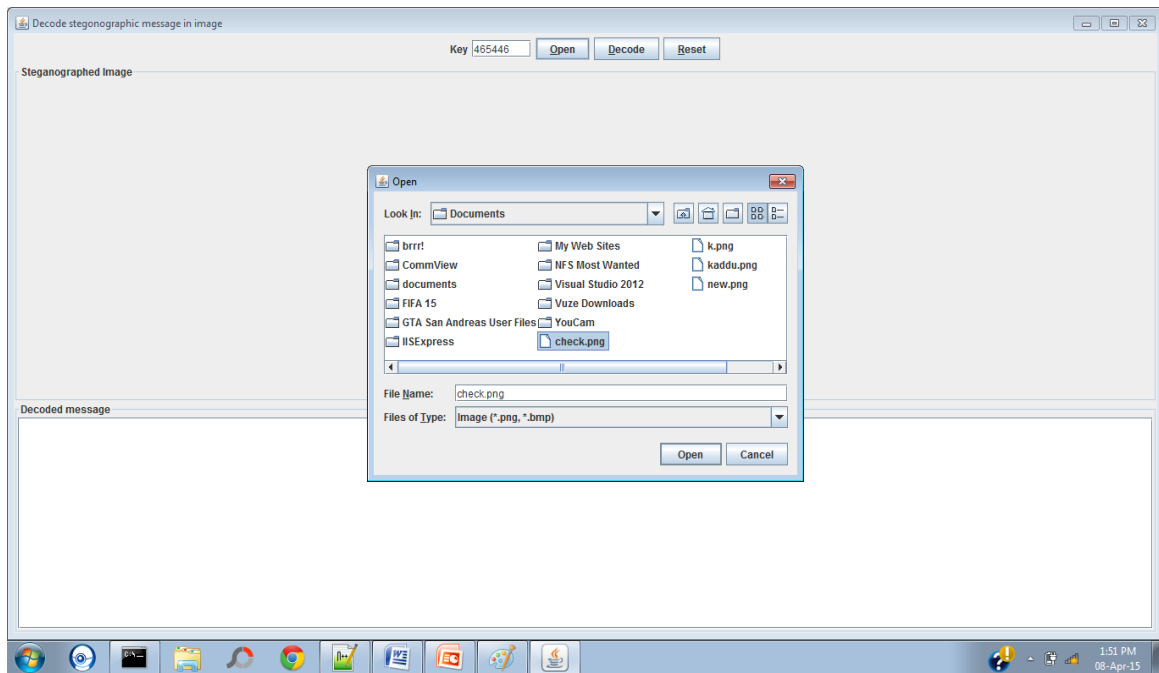 Decode stegonographic message in image
Key 465446 Open Decode Reset
Steganographed Image
Open
Look In: Documents
brrr! My Web Sites k.png
CommView NFS Most Wanted kaddu.png
documents Visual Studio 2012 new.png
FIFA 15 Vuze Downloads
GTA San Andreas User Files YouCam
IISExpress check.png
File Name: check.png
Files of Type: Image (*.png, *.bmp)
Open Cancel
Decoded message
1:51 PM
08-Apr-15